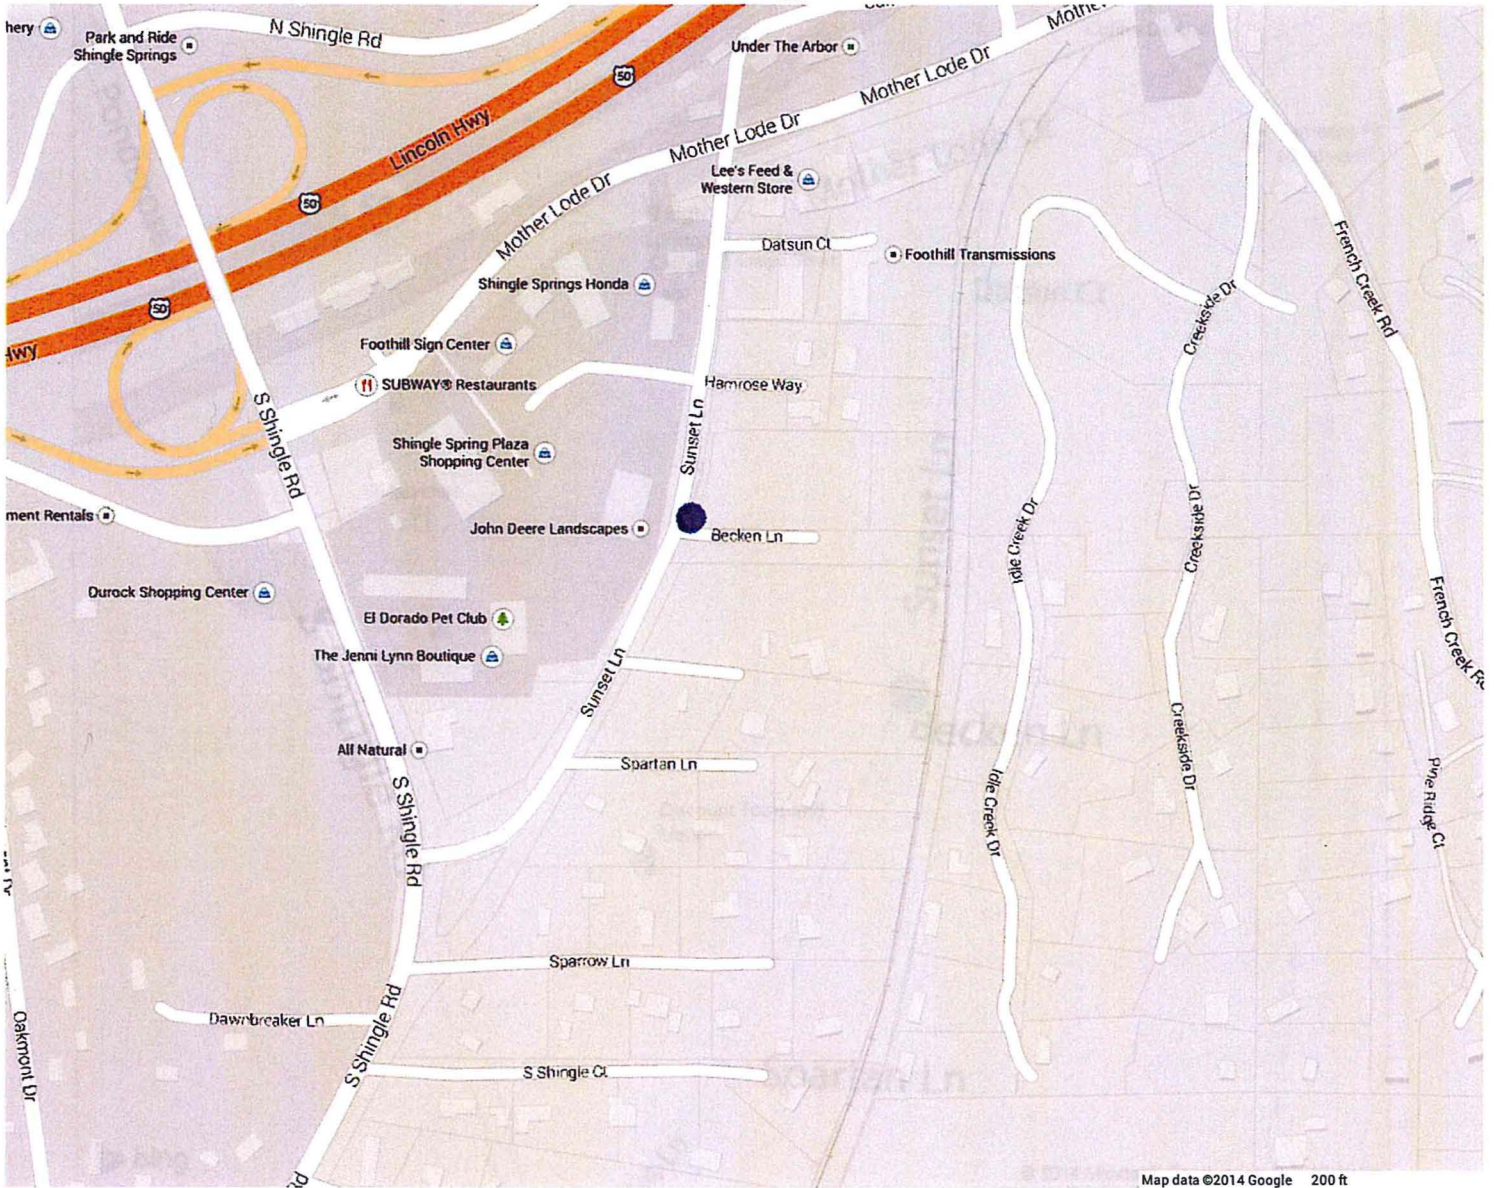 hery
Park and Ride
Shingle Springs
N Shingle Rd
50
Under The Arbor
Mother Lode Dr
Lincoln Hwy
Mother Lode Dr
Lee's Feed &
Western Store
50
Mother Lode Dr
Datsun Ct
Foothill Transmissions
French Creek Rd
Shingle Springs Honda
50
Creekside Dr
Foothill Sign Center
Hwy
SUBWAY® Restaurants
Hamrose Way
S Shingle Rd
Sunset Ln
Shingle Spring Plaza
Shopping Center
ment Rentals
John Deere Landscapes
Becken Ln
Idle Creek Dr
Creekside Dr
Durock Shopping Center
El Dorado Pet Club
French Creek Rd
The Jenni Lynn Boutique
Sunset Ln
Becken Ln
All Natural
Creekside Dr
Spartan Ln
S Shingle Rd
Idle Creek Dr
Pine Ridge Ct
Sparrow Ln
Dawnbreaker Ln
S Shingle Rd
Oakmont Dr
S Shingle Ct
Spartan Ln
Rd
Map data ©2014 Google 200 ft